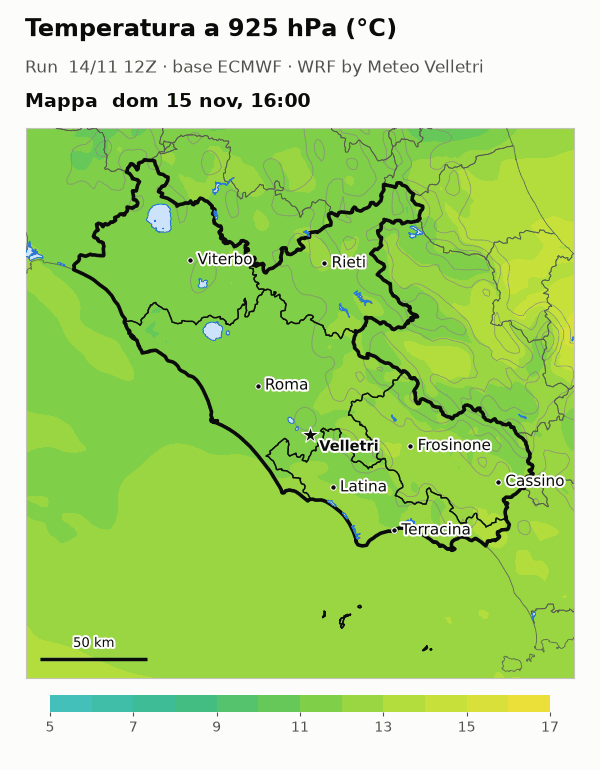 Temperatura a 925 hPa (°C)
Run  14/11 12Z · base ECMWF · WRF by Meteo Velletri
Mappa  dom 15 nov, 16:00
Viterbo
Rieti
Roma
Velletri
Frosinone
Latina
Cassino
Terracina
50 km
5 7 9 11 13 15 17